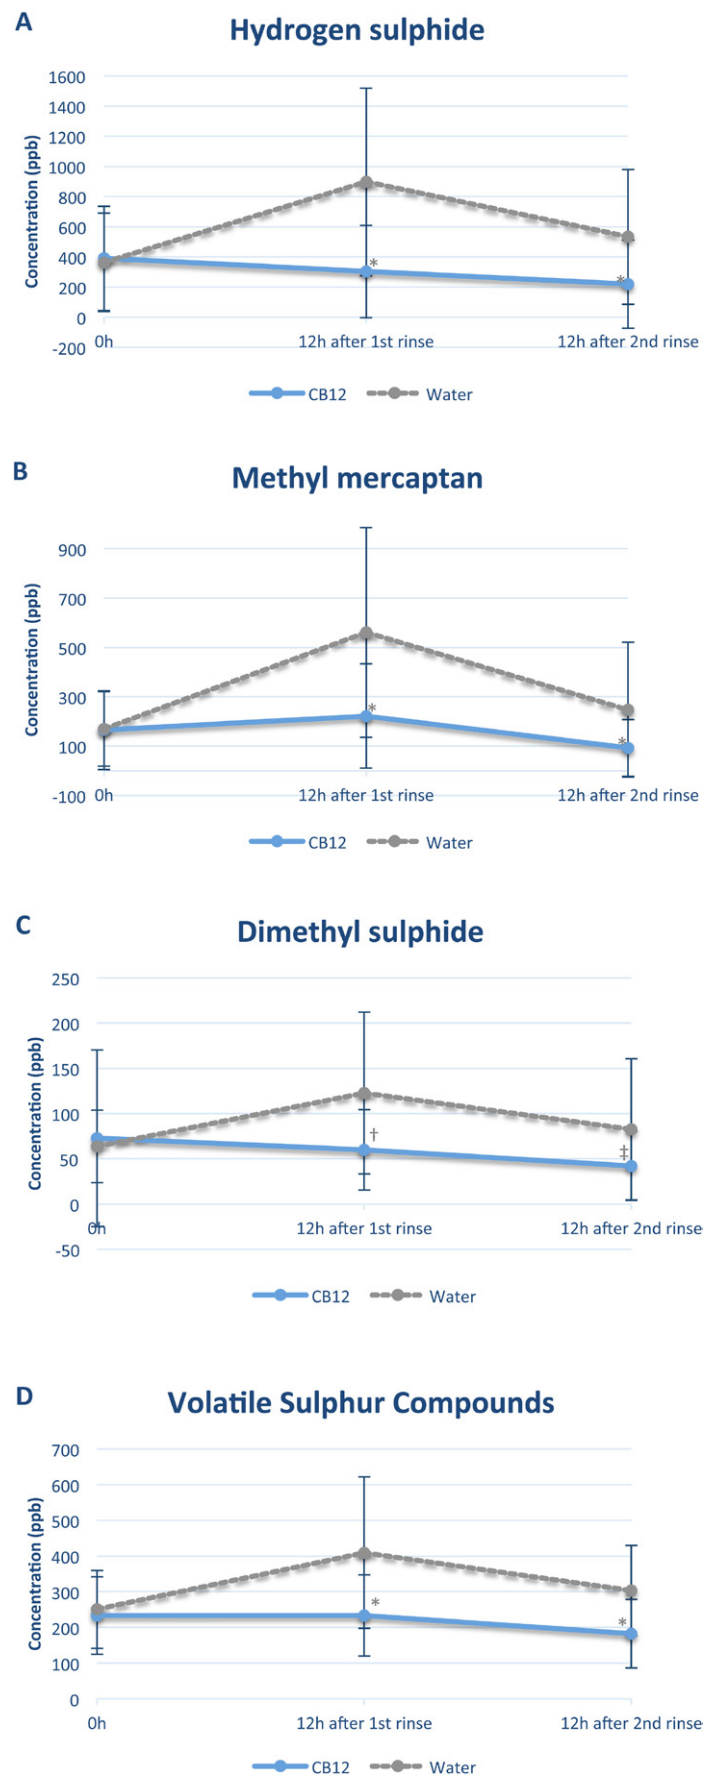 A
Hydrogen sulphide
Concentration (ppb)
1600
1400
1200
1000
800
600
400
200
0
-200
*
*
0h 12h after 1st rinse 12h after 2nd rinse
CB12 Water
B
Methyl mercaptan
Concentration (ppb)
900
700
500
300
100
-100
*
*
0h 12h after 1st rinse 12h after 2nd rinse
CB12 Water
C
Dimethyl sulphide
Concentration (ppb)
250
200
150
100
50
0
-50
†
‡
0h 12h after 1st rinse 12h after 2nd rinse
CB12 Water
D
Volatile Sulphur Compounds
Concentration (ppb)
700
600
500
400
300
200
100
0
*
*
0h 12h after 1st rinse 12h after 2nd rinse
CB12 Water